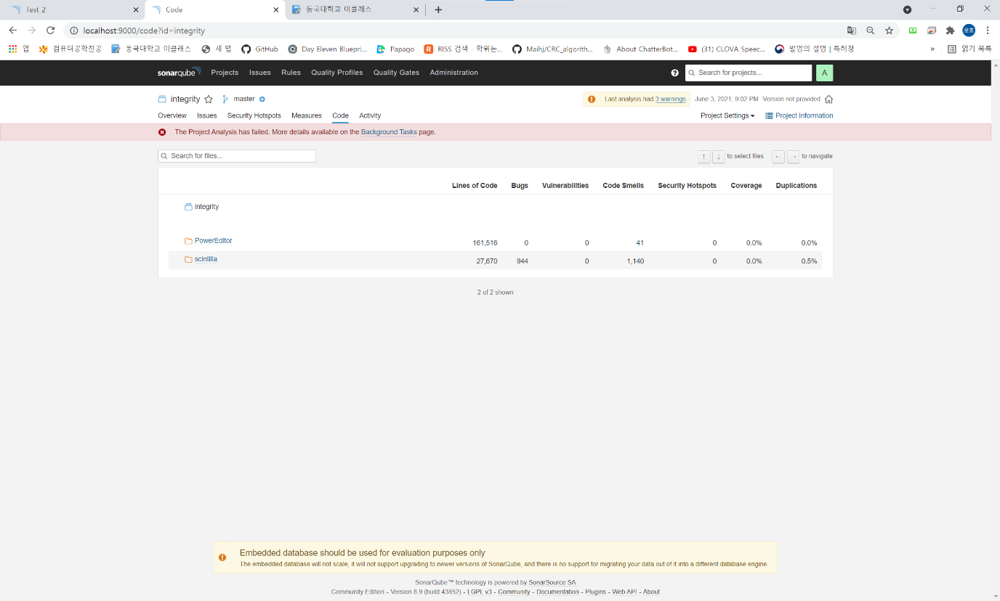 Test 2
Code
동국대학교 이클래스
localhost:9000/code?id=integrity
윤호
앱 컴퓨터공학전공 동국대학교 이클래스 새 탭 GitHub Day Eleven Bluepri... Papago RISS 검색 - 학위논... Maihj/CRC_algorith... About ChatterBot... (31) CLOVA Speec... 발명의 설명 | 특허청 » 읽기 목록
sonarqube Projects Issues Rules Quality Profiles Quality Gates Administration ? Search for projects... A
integrity master Last analysis had 3 warnings June 3, 2021, 9:02 PM Version not provided
Overview Issues Security Hotspots Measures Code Activity Project Settings Project Information
The Project Analysis has failed. More details available on the Background Tasks page.
Search for files... ↑ ↓ to select files ← → to navigate
Lines of Code Bugs Vulnerabilities Code Smells Security Hotspots Coverage Duplications
integrity
PowerEditor 161,516 0 0 41 0 0.0% 0.0%
scintilla 27,670 944 0 1,140 0 0.0% 0.5%
2 of 2 shown
Embedded database should be used for evaluation purposes only
The embedded database will not scale, it will not support upgrading to newer versions of SonarQube, and there is no support for migrating your data out of it into a different database engine.
SonarQube™ technology is powered by SonarSource SA
Community Edition - Version 8.9 (build 43852) - LGPL v3 - Community - Documentation - Plugins - Web API - About